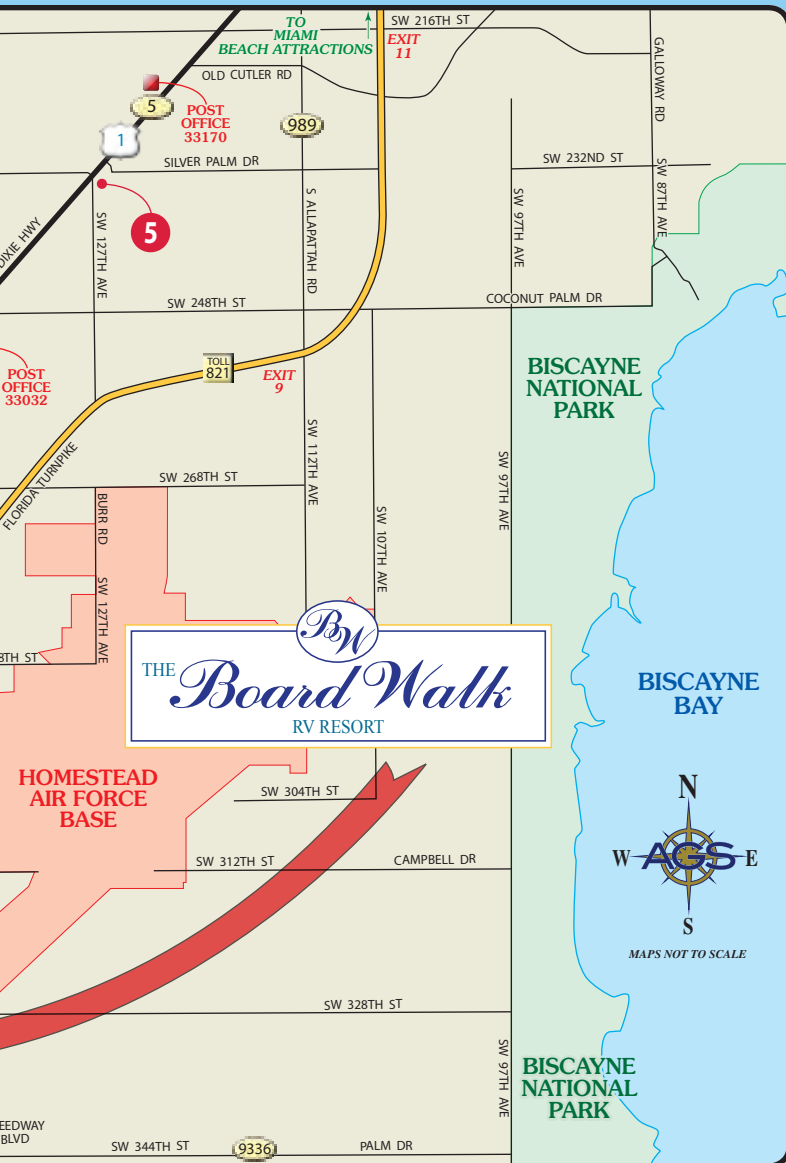 TO
MIAMI
BEACH ATTRACTIONS
SW 216TH ST
EXIT
11
OLD CUTLER RD
GALLOWAY RD
5
POST
OFFICE
33170
989
1
SILVER PALM DR
SW 232ND ST
SW 87TH AVE
5
DIXIE HWY
SW 127TH AVE
S ALLAPATTAH RD
SW 97TH AVE
SW 248TH ST
COCONUT PALM DR
TOLL
821
EXIT
9
POST
OFFICE
33032
BISCAYNE
NATIONAL
PARK
FLORIDA TURNPIKE
SW 268TH ST
SW 112TH AVE
SW 97TH AVE
BURR RD
SW 107TH AVE
SW 127TH AVE
8TH ST
BW
THE
Board Walk
RV RESORT
BISCAYNE
BAY
HOMESTEAD
AIR FORCE
BASE
SW 304TH ST
N
W AGS E
S
MAPS NOT TO SCALE
SW 312TH ST
CAMPBELL DR
SW 328TH ST
SW 97TH AVE
BISCAYNE
NATIONAL
PARK
EEDWAY
BLVD
SW 344TH ST
9336
PALM DR